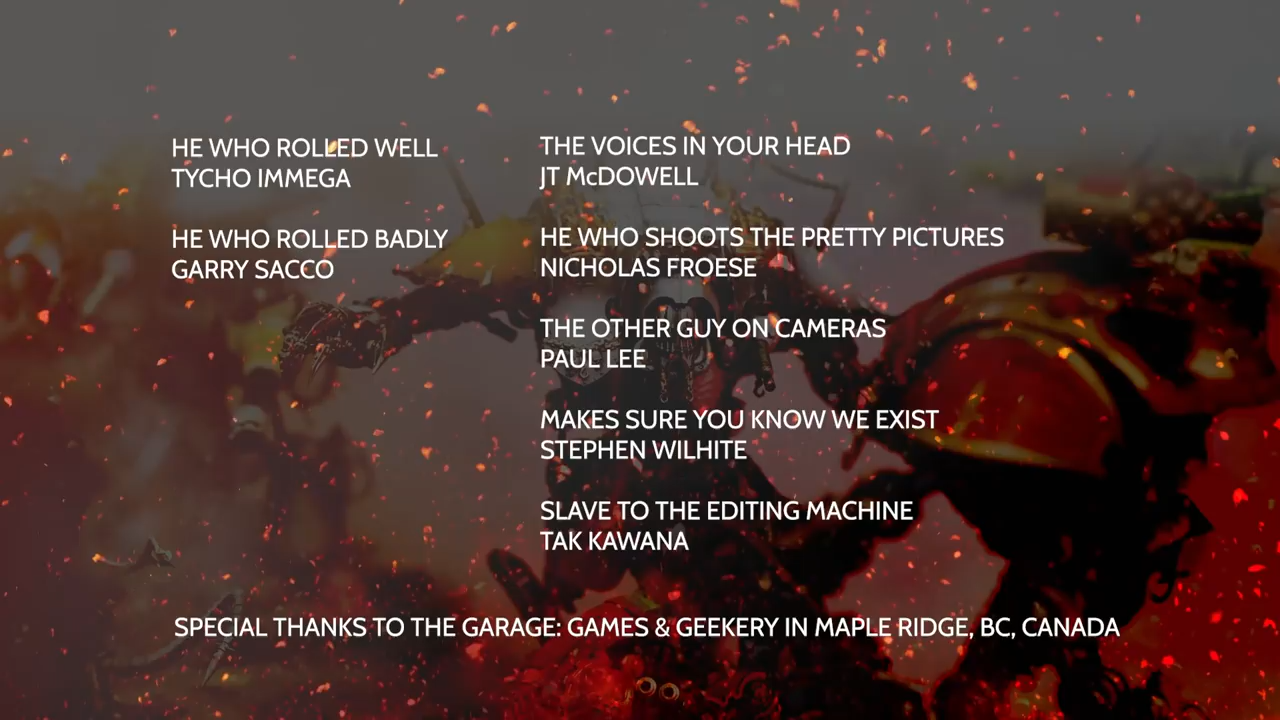 HE WHO ROLLED WELL
TYCHO IMMEGA
HE WHO ROLLED BADLY
GARRY SACCO
THE VOICES IN YOUR HEAD
JT McDOWELL
HE WHO SHOOTS THE PRETTY PICTURES
NICHOLAS FROESE
THE OTHER GUY ON CAMERAS
PAUL LEE
MAKES SURE YOU KNOW WE EXIST
STEPHEN WILHITE
SLAVE TO THE EDITING MACHINE
TAK KAWANA
SPECIAL THANKS TO THE GARAGE: GAMES & GEEKERY IN MAPLE RIDGE, BC, CANADA